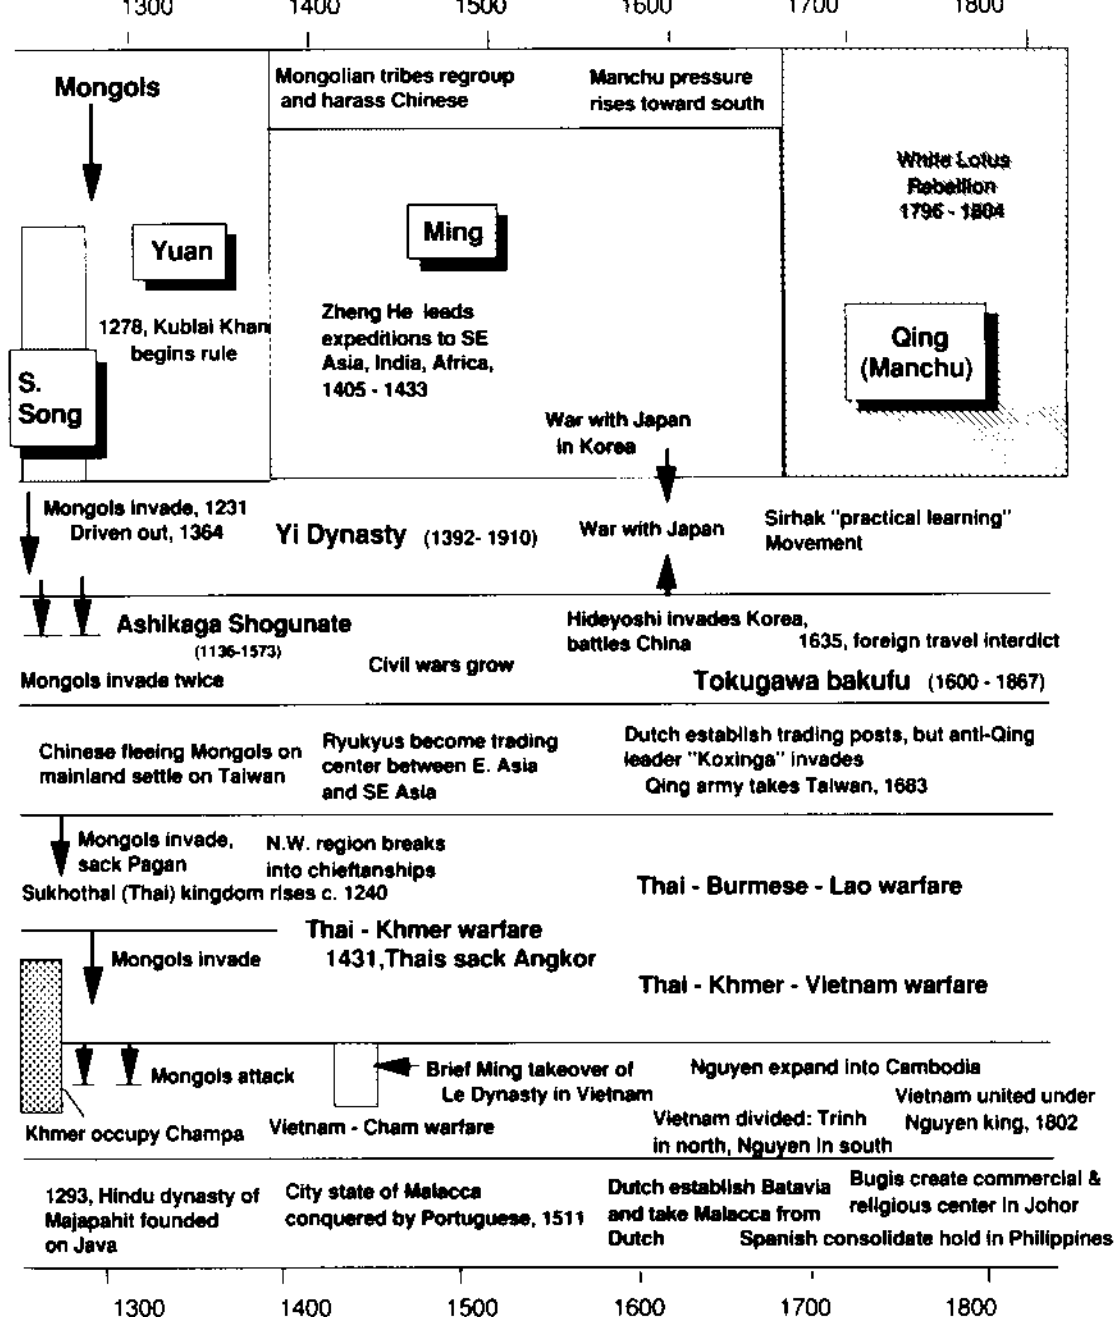 1300 1400 1500 1600 1700 1800
Mongols
Mongolian tribes regroup
and harass Chinese
Manchu pressure
rises toward south
White Lotus
Rebellion
1796 - 1804
Yuan
Ming
1278, Kublai Khan
begins rule
Zheng He leads
expeditions to SE
Asia, India, Africa,
1405 - 1433
Qing
(Manchu)
S.
Song
War with Japan
in Korea
Mongols invade, 1231
Driven out, 1364
Yi Dynasty (1392- 1910)
War with Japan
Sirhak "practical learning"
Movement
Ashikaga Shogunate
(1136-1573)
Mongols invade twice
Civil wars grow
Hideyoshi invades Korea,
battles China
1635, foreign travel interdict
Tokugawa bakufu (1600 - 1867)
Chinese fleeing Mongols on
mainland settle on Taiwan
Ryukyus become trading
center between E. Asia
and SE Asia
Dutch establish trading posts, but anti-Qing
leader "Koxinga" invades
Qing army takes Taiwan, 1683
Mongols invade,
sack Pagan
N.W. region breaks
into chieftanships
Sukhothai (Thai) kingdom rises c. 1240
Thai - Burmese - Lao warfare
Thai - Khmer warfare
1431,Thais sack Angkor
Mongols invade
Thai - Khmer - Vietnam warfare
Mongols attack
Brief Ming takeover of
Le Dynasty in Vietnam
Nguyen expand into Cambodia
Vietnam united under
Nguyen king, 1802
Khmer occupy Champa
Vietnam - Cham warfare
Vietnam divided: Trinh
in north, Nguyen in south
1293, Hindu dynasty of
Majapahit founded
on Java
City state of Malacca
conquered by Portuguese, 1511
Dutch establish Batavia
and take Malacca from
Dutch
Bugis create commercial &
religious center in Johor
Spanish consolidate hold in Philippines
1300 1400 1500 1600 1700 1800